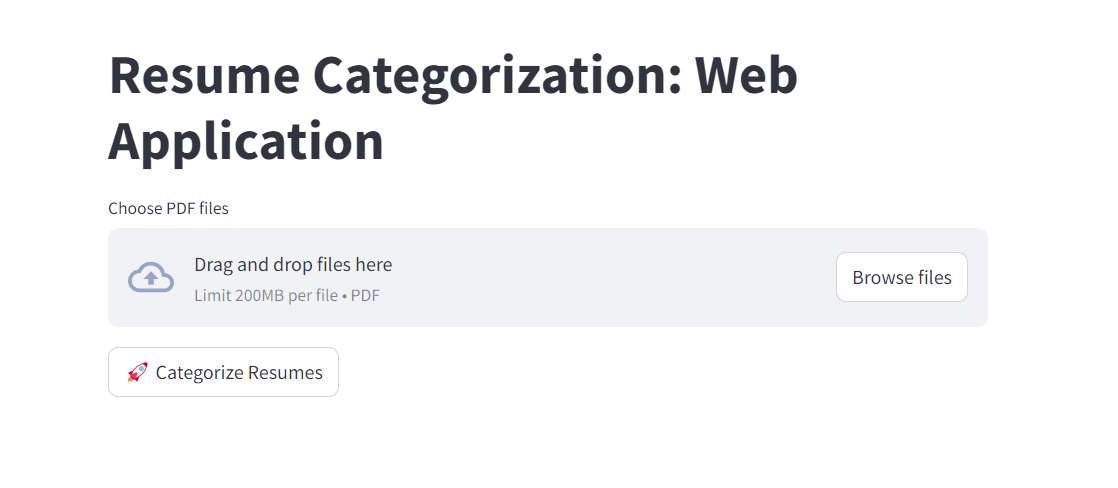 Resume Categorization: Web
Application
Choose PDF files
Drag and drop files here
Limit 200MB per file • PDF
Browse files
🚀 Categorize Resumes